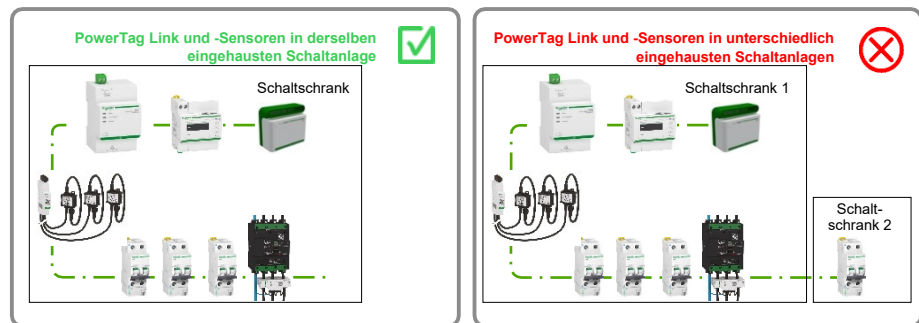 PowerTag Link und -Sensoren in derselben
eingehausten Schaltanlage
Schaltschrank
PowerTag Link und -Sensoren in unterschiedlich
eingehausten Schaltanlagen
Schaltschrank 1
Schalt-
schrank 2